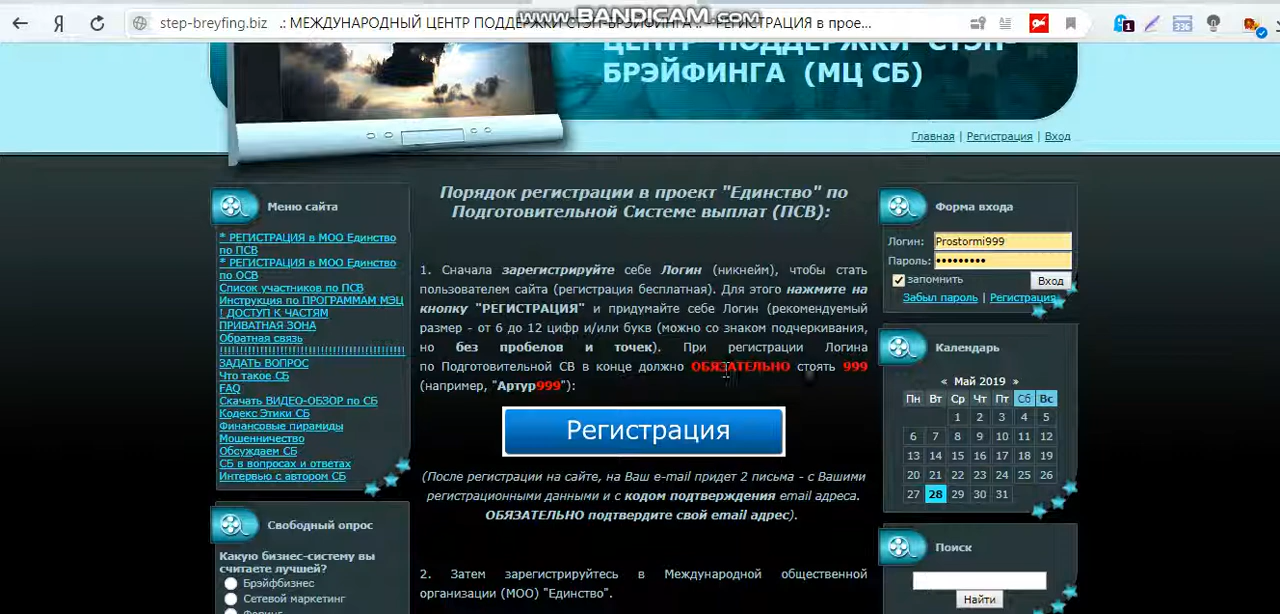 www.BANDICAM.com
Я step-breyfing.biz .: МЕЖДУНАРОДНЫЙ ЦЕНТР ПОДДЕРЖКИ СТЭП-БРЭЙФИНГА :. - РЕГИСТРАЦИЯ в прое...
1
336
ЦЕНТР ПОДДЕРЖКИ СТЭП-
БРЭЙФИНГА (МЦ СБ)
Главная | Регистрация | Вход
Меню сайта
* РЕГИСТРАЦИЯ в МОО Единство
по ПСВ
* РЕГИСТРАЦИЯ в МОО Единство
по ОСВ
Список участников по ПСВ
Инструкция по ПРОГРАММАМ МЭЦ
! ДОСТУП К ЧАСТЯМ
ПРИВАТНАЯ ЗОНА
Обратная связь
!!!!!!!!!!!!!!!!!!!!!!!!!!!!!!!!!!!!!!!!!!!!!!
ЗАДАТЬ ВОПРОС
Что такое СБ
FAQ
Скачать ВИДЕО-ОБЗОР по СБ
Кодекс Этики СБ
Финансовые пирамиды
Мошенничество
Обсуждаем СБ
СБ в вопросах и ответах
Интервью с автором СБ
Свободный опрос
Какую бизнес-систему вы
считаете лучшей?
Брэйфбизнес
Сетевой маркетинг
Порядок регистрации в проект "Единство" по
Подготовительной Системе выплат (ПСВ):
1. Сначала зарегистрируйте себе Логин (никнейм), чтобы стать
пользователем сайта (регистрация бесплатная). Для этого нажмите на
кнопку "РЕГИСТРАЦИЯ" и придумайте себе Логин (рекомендуемый
размер - от 6 до 12 цифр и/или букв (можно со знаком подчеркивания,
но без пробелов и точек). При регистрации Логина
по Подготовительной СВ в конце должно ОБЯЗАТЕЛЬНО стоять 999
(например, "Артур999"):
Регистрация
(После регистрации на сайте, на Ваш e-mail придет 2 письма - с Вашими
регистрационными данными и с кодом подтверждения email адреса.
ОБЯЗАТЕЛЬНО подтвердите свой email адрес).
2. Затем зарегистрируйтесь в Международной общественной
организации (МОО) "Единство".
Форма входа
Логин: Prostormi999
Пароль: •••••••••
запомнить Вход
Забыл пароль | Регистрация
Календарь
« Май 2019 »
Пн Вт Ср Чт Пт Сб Вс
1 2 3 4 5
6 7 8 9 10 11 12
13 14 15 16 17 18 19
20 21 22 23 24 25 26
27 28 29 30 31
Поиск
Найти